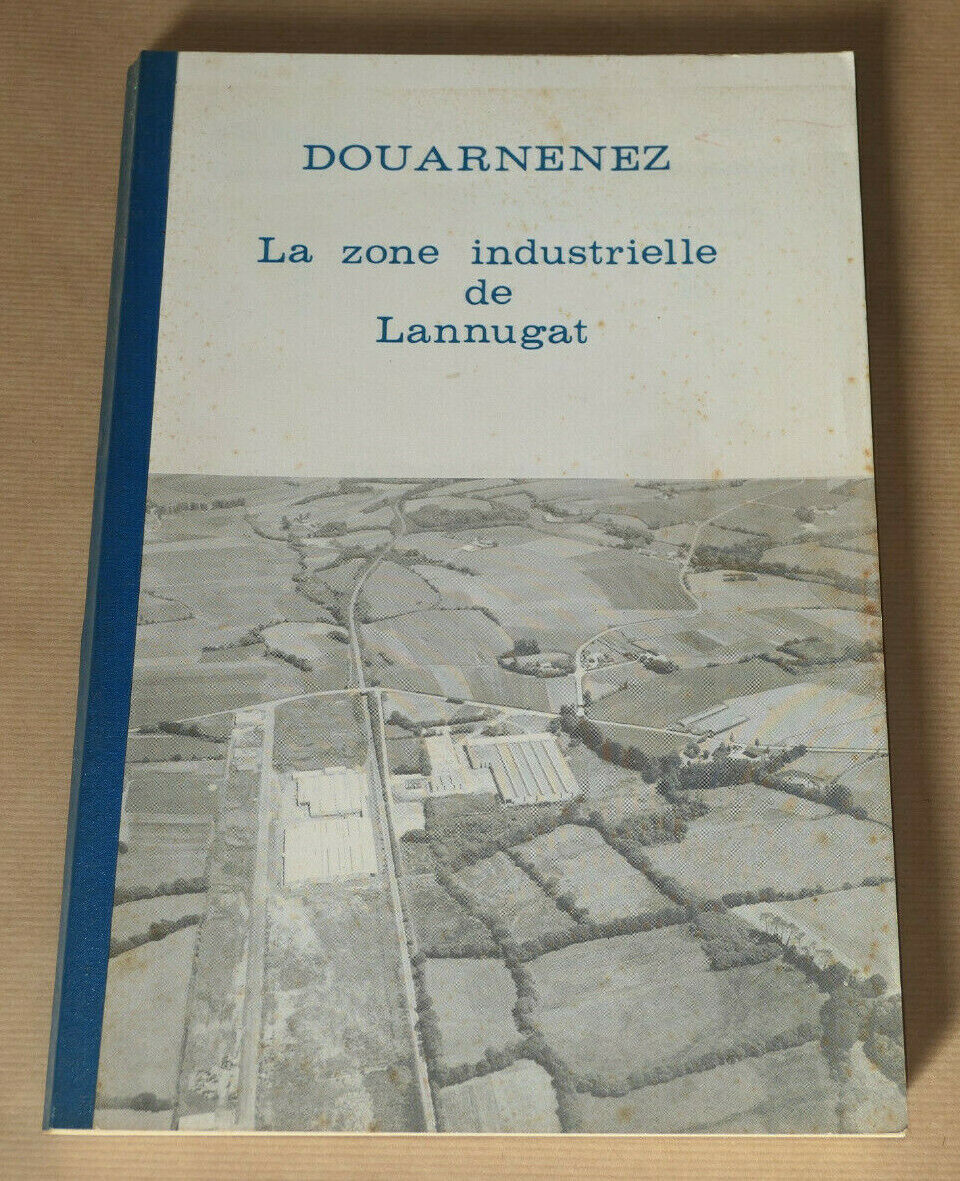 DOUARNENEZ
La zone industrielle
de
Lannugat